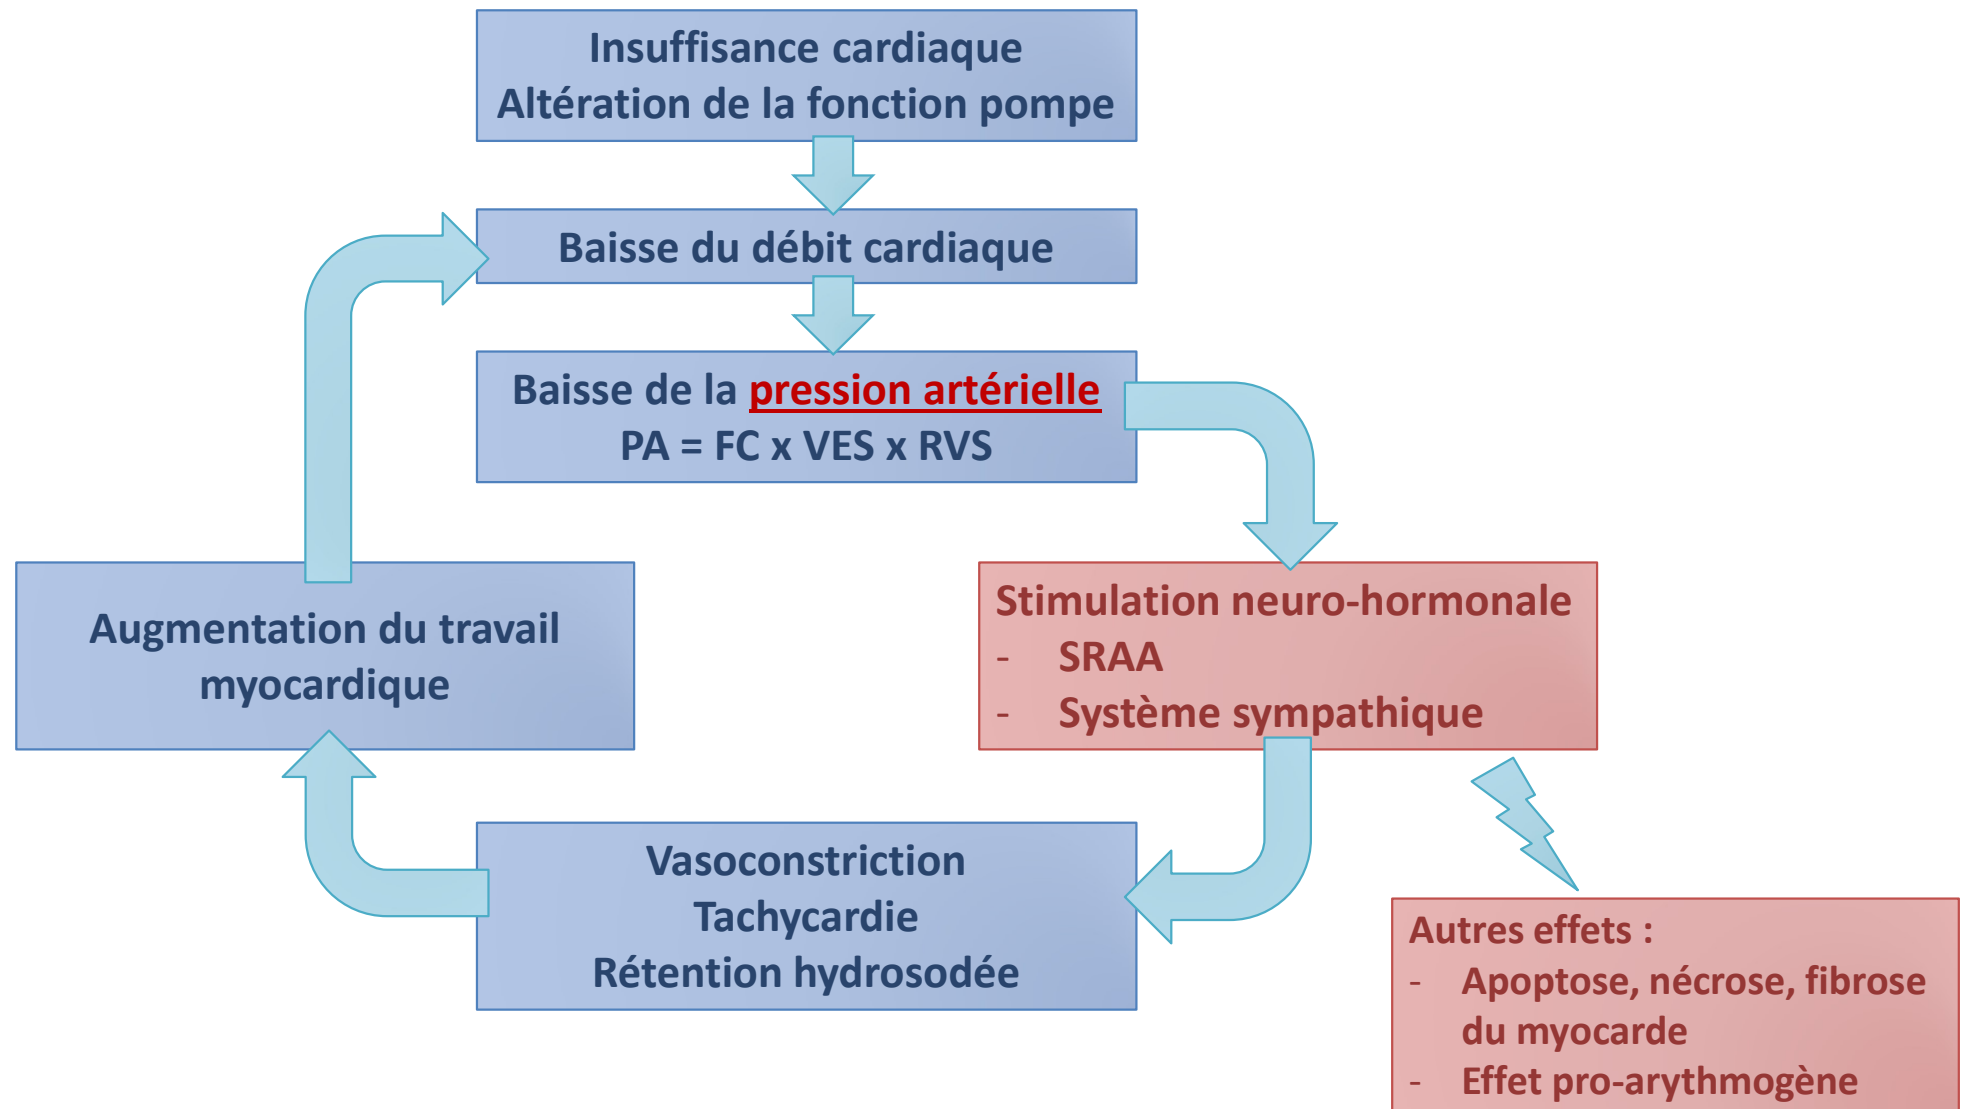 Insuffisance cardiaque
Altération de la fonction pompe
Baisse du débit cardiaque
Baisse de la pression artérielle
PA = FC x VES x RVS
Augmentation du travail
myocardique
Stimulation neuro-hormonale
- SRAA
- Système sympathique
Vasoconstriction
Tachycardie
Rétention hydrosodée
Autres effets :
- Apoptose, nécrose, fibrose
du myocarde
- Effet pro-arythmogène